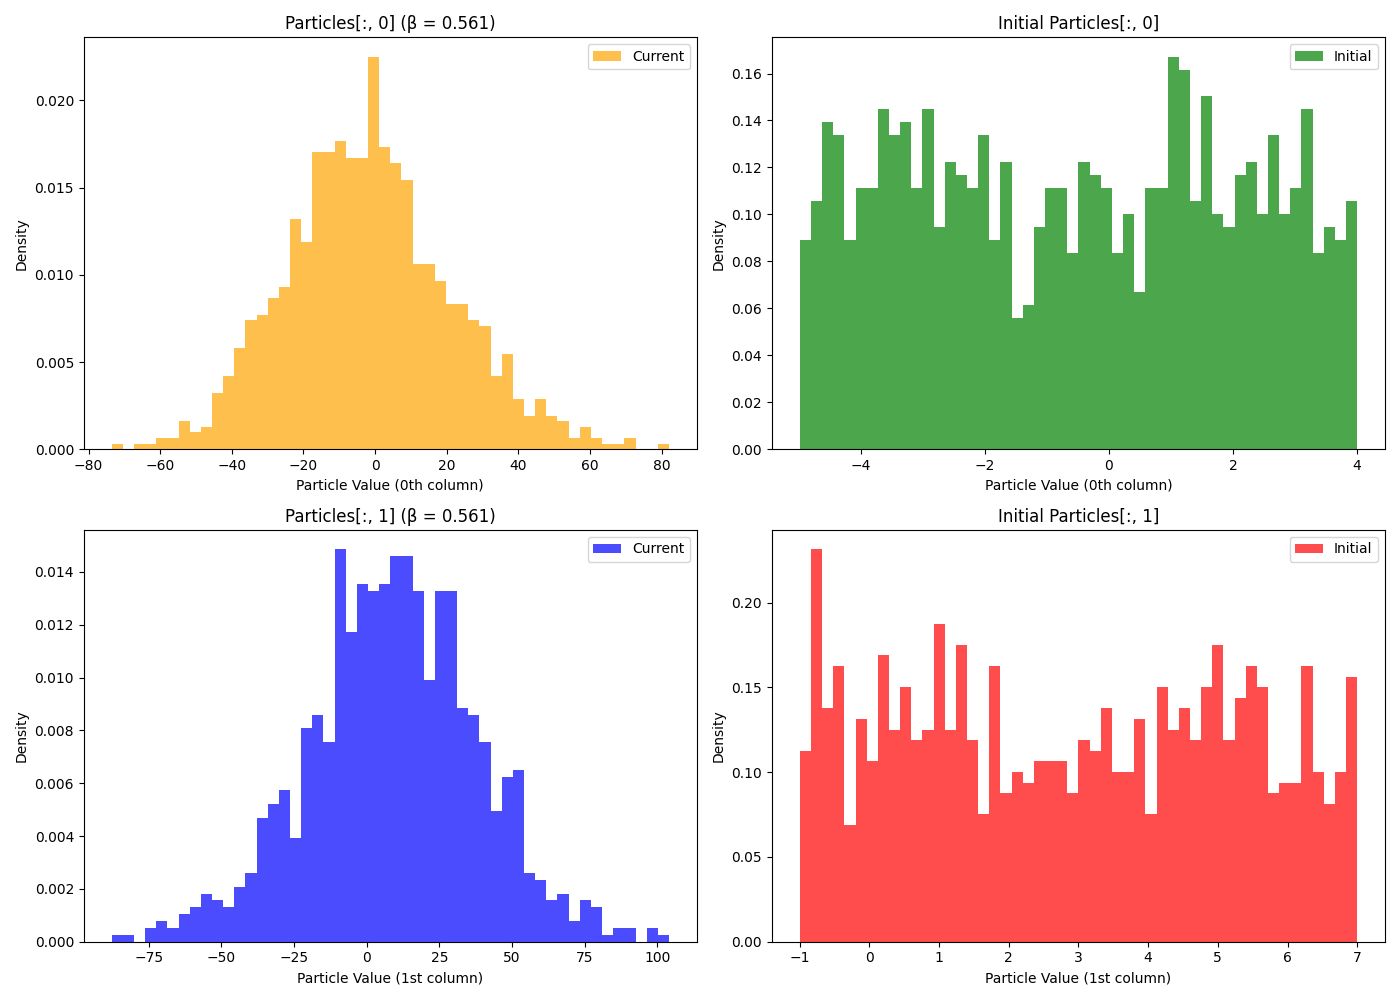 Particles[:, 0] (β = 0.561)
Current
Density
0.020
0.015
0.010
0.005
0.000
−80 −60 −40 −20 0 20 40 60 80
Particle Value (0th column)
Initial Particles[:, 0]
Initial
Density
0.16
0.14
0.12
0.10
0.08
0.06
0.04
0.02
0.00
−4 −2 0 2 4
Particle Value (0th column)
Particles[:, 1] (β = 0.561)
Current
Density
0.014
0.012
0.010
0.008
0.006
0.004
0.002
0.000
−75 −50 −25 0 25 50 75 100
Particle Value (1st column)
Initial Particles[:, 1]
Initial
Density
0.20
0.15
0.10
0.05
0.00
−1 0 1 2 3 4 5 6 7
Particle Value (1st column)